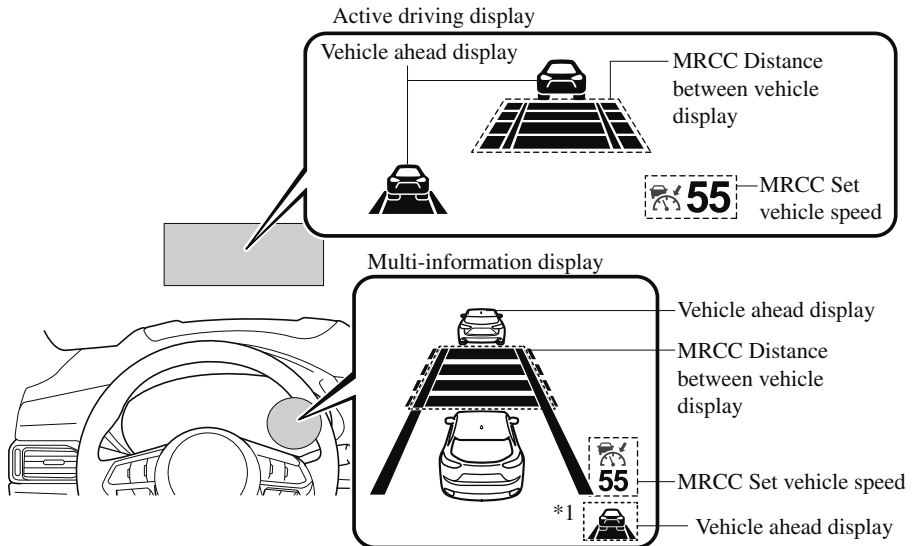 Active driving display
Vehicle ahead display
MRCC Distance
between vehicle
display
55
MRCC Set
vehicle speed
Multi-information display
Vehicle ahead display
MRCC Distance
between vehicle
display
55
MRCC Set vehicle speed
*1
Vehicle ahead display